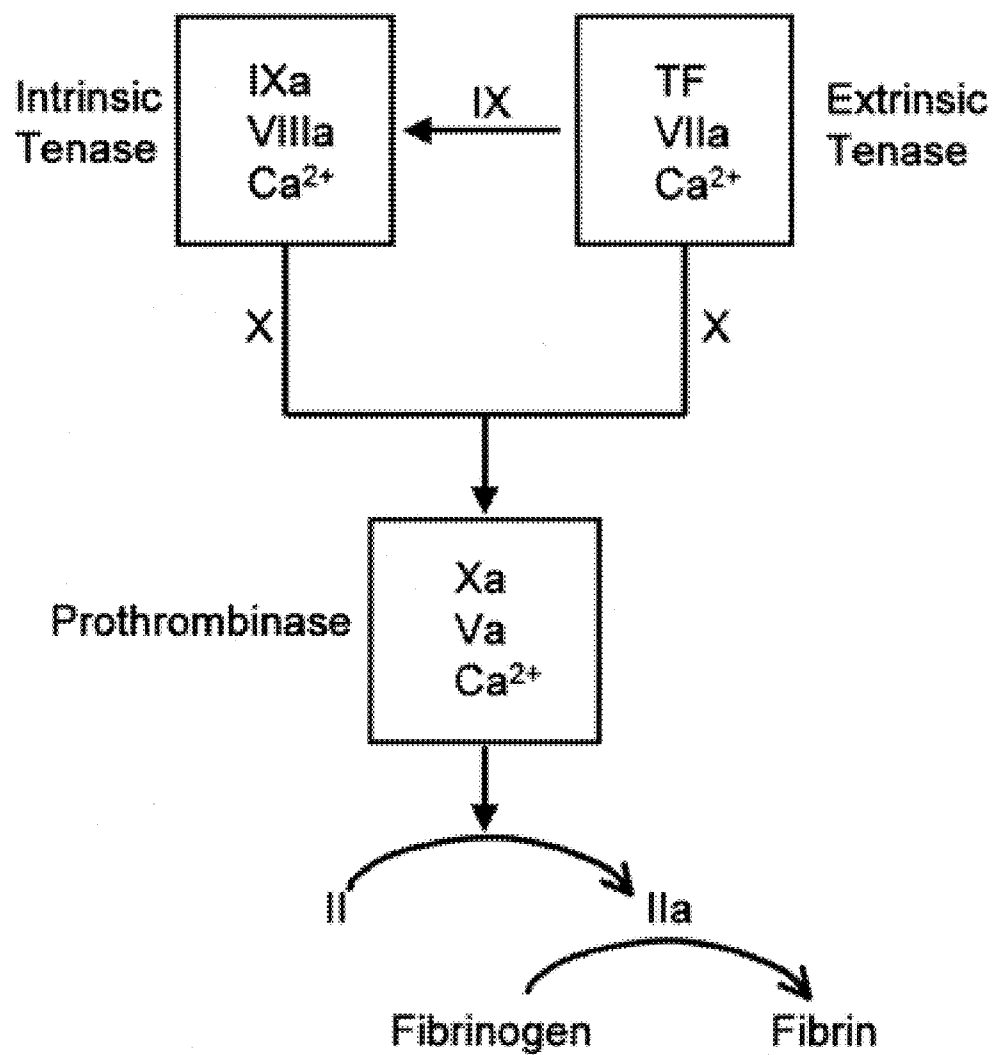 Intrinsic
Tenase
IXa
VIIIa
Ca²⁺
IX
TF
VIIa
Ca²⁺
Extrinsic
Tenase
X
X
Prothrombinase
Xa
Va
Ca²⁺
II
IIa
Fibrinogen
Fibrin